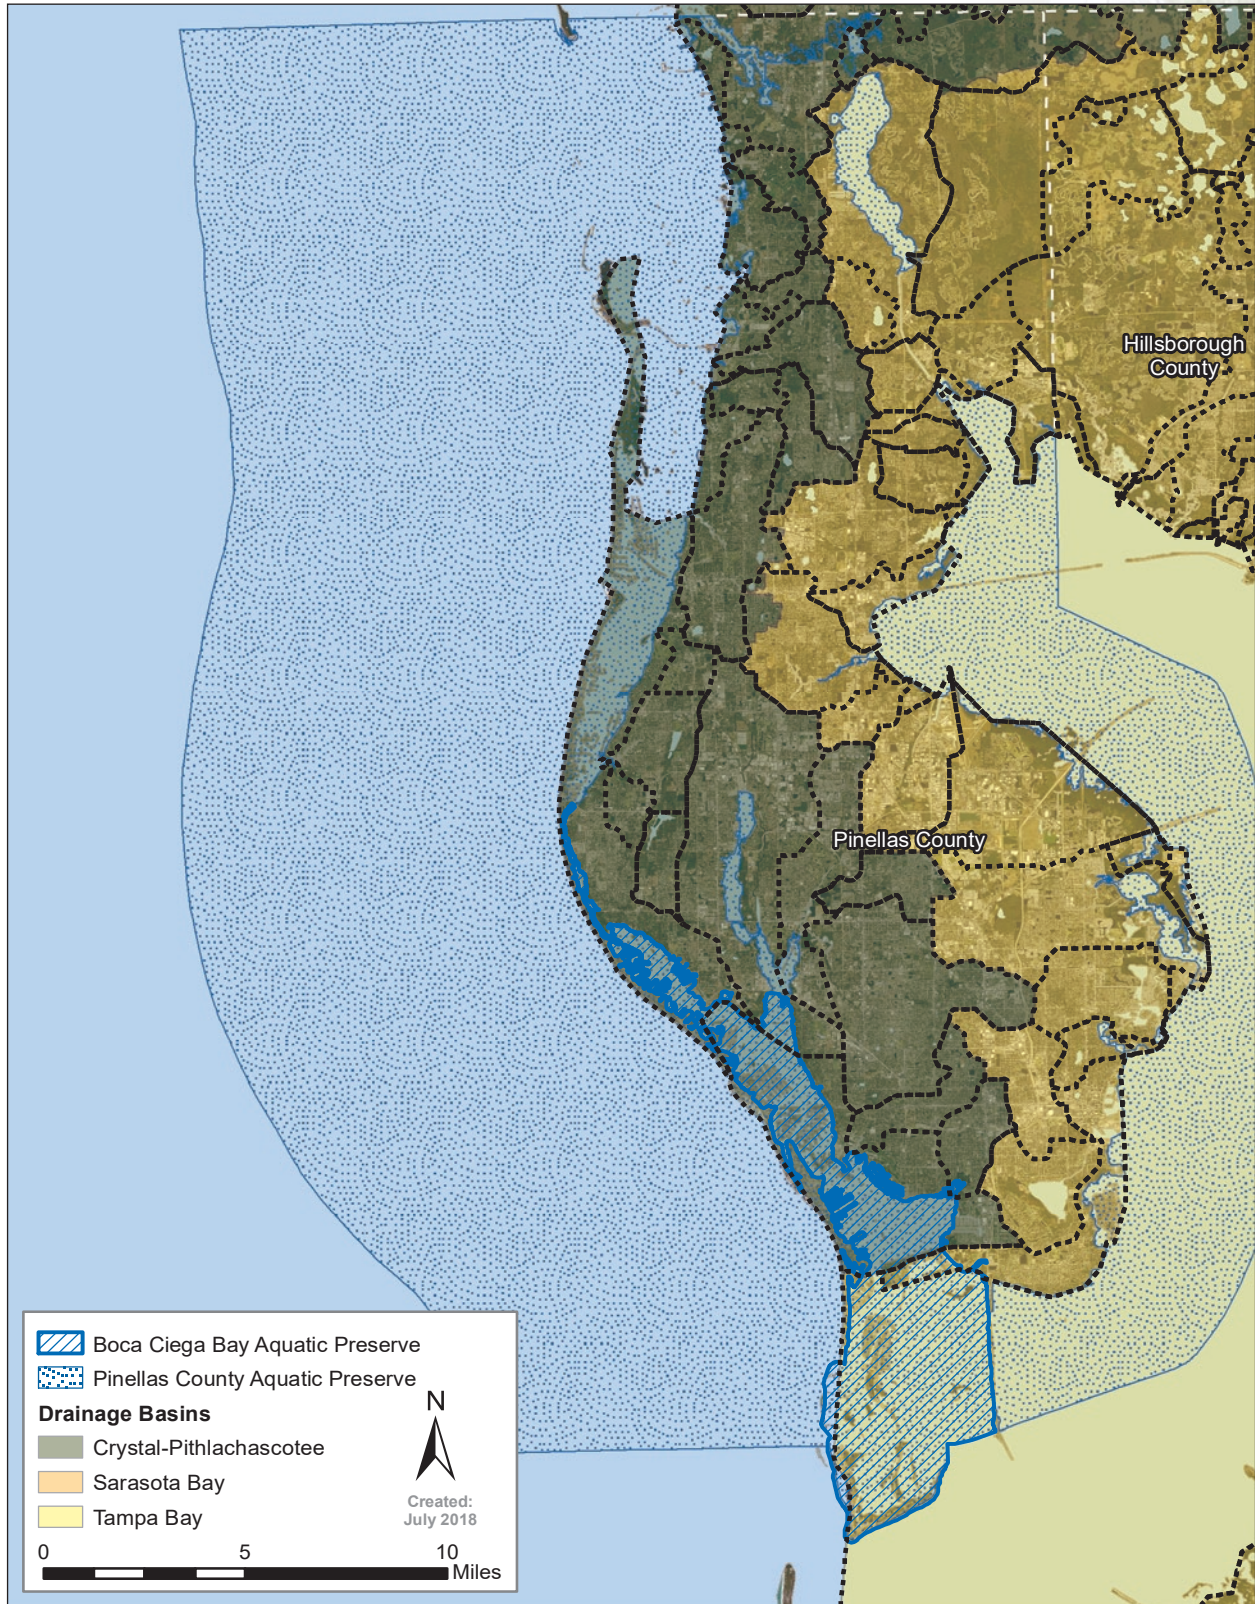 Hillsborough
County
Pinellas County
Boca Ciega Bay Aquatic Preserve
Pinellas County Aquatic Preserve
Drainage Basins
Crystal-Pithlachascotee
Sarasota Bay
Tampa Bay
N
Created:
July 2018
0 5 10
Miles